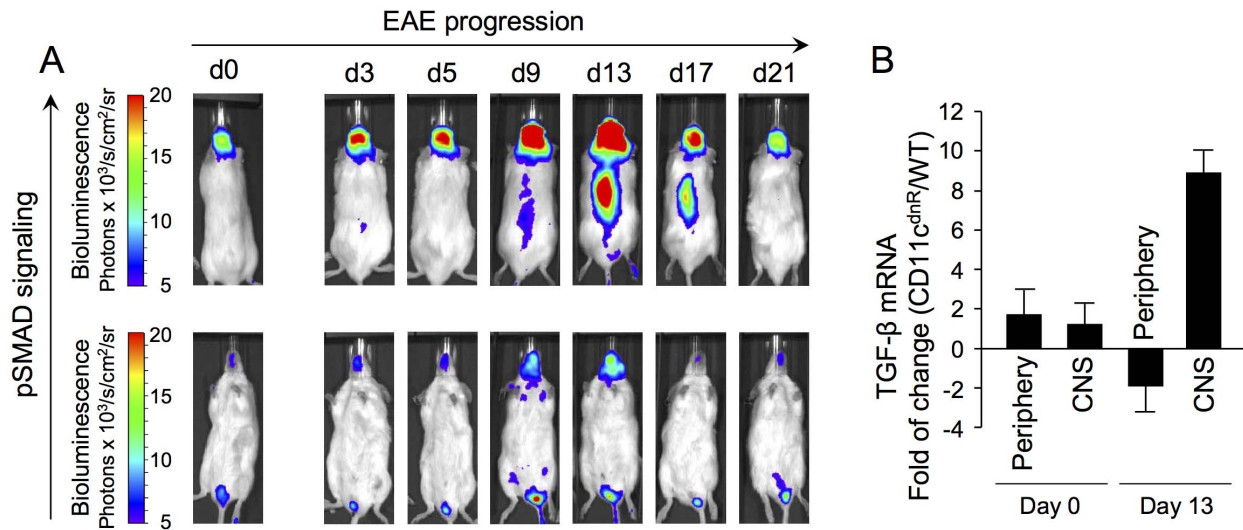 EAE progression
A
d0 d3 d5 d9 d13 d17 d21
pSMAD signaling
Bioluminescence
Photons x 10³/s/cm²/sr
20
15
10
5
Bioluminescence
Photons x 10³/s/cm²/sr
20
15
10
5
B
TGF-β mRNA
Fold of change (CD11cᵈⁿᴿ/WT)
12
10
8
6
4
2
0
-2
-4
Periphery
CNS
Periphery
CNS
Day 0 Day 13